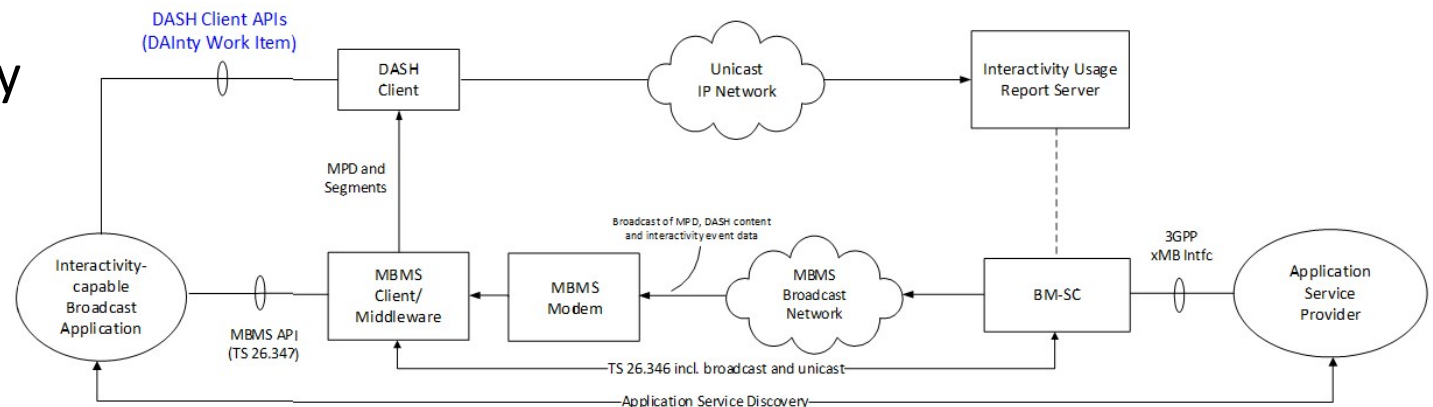 DASH Client APIs
(DAInty Work Item)
y
DASH
Client
Unicast
IP Network
Interactivity Usage
Report Server
MPD and
Segments
Broadcast of MPD, DASH content
and interactivity event data
3GPP
xMB Intfc
Interactivity-
capable
Broadcast
Application
MBMS API
(TS 26.347)
MBMS
Client/
Middleware
MBMS
Modem
MBMS
Broadcast
Network
BM-SC
Application
Service
Provider
TS 26.346 incl. broadcast and unicast
Application Service Discovery